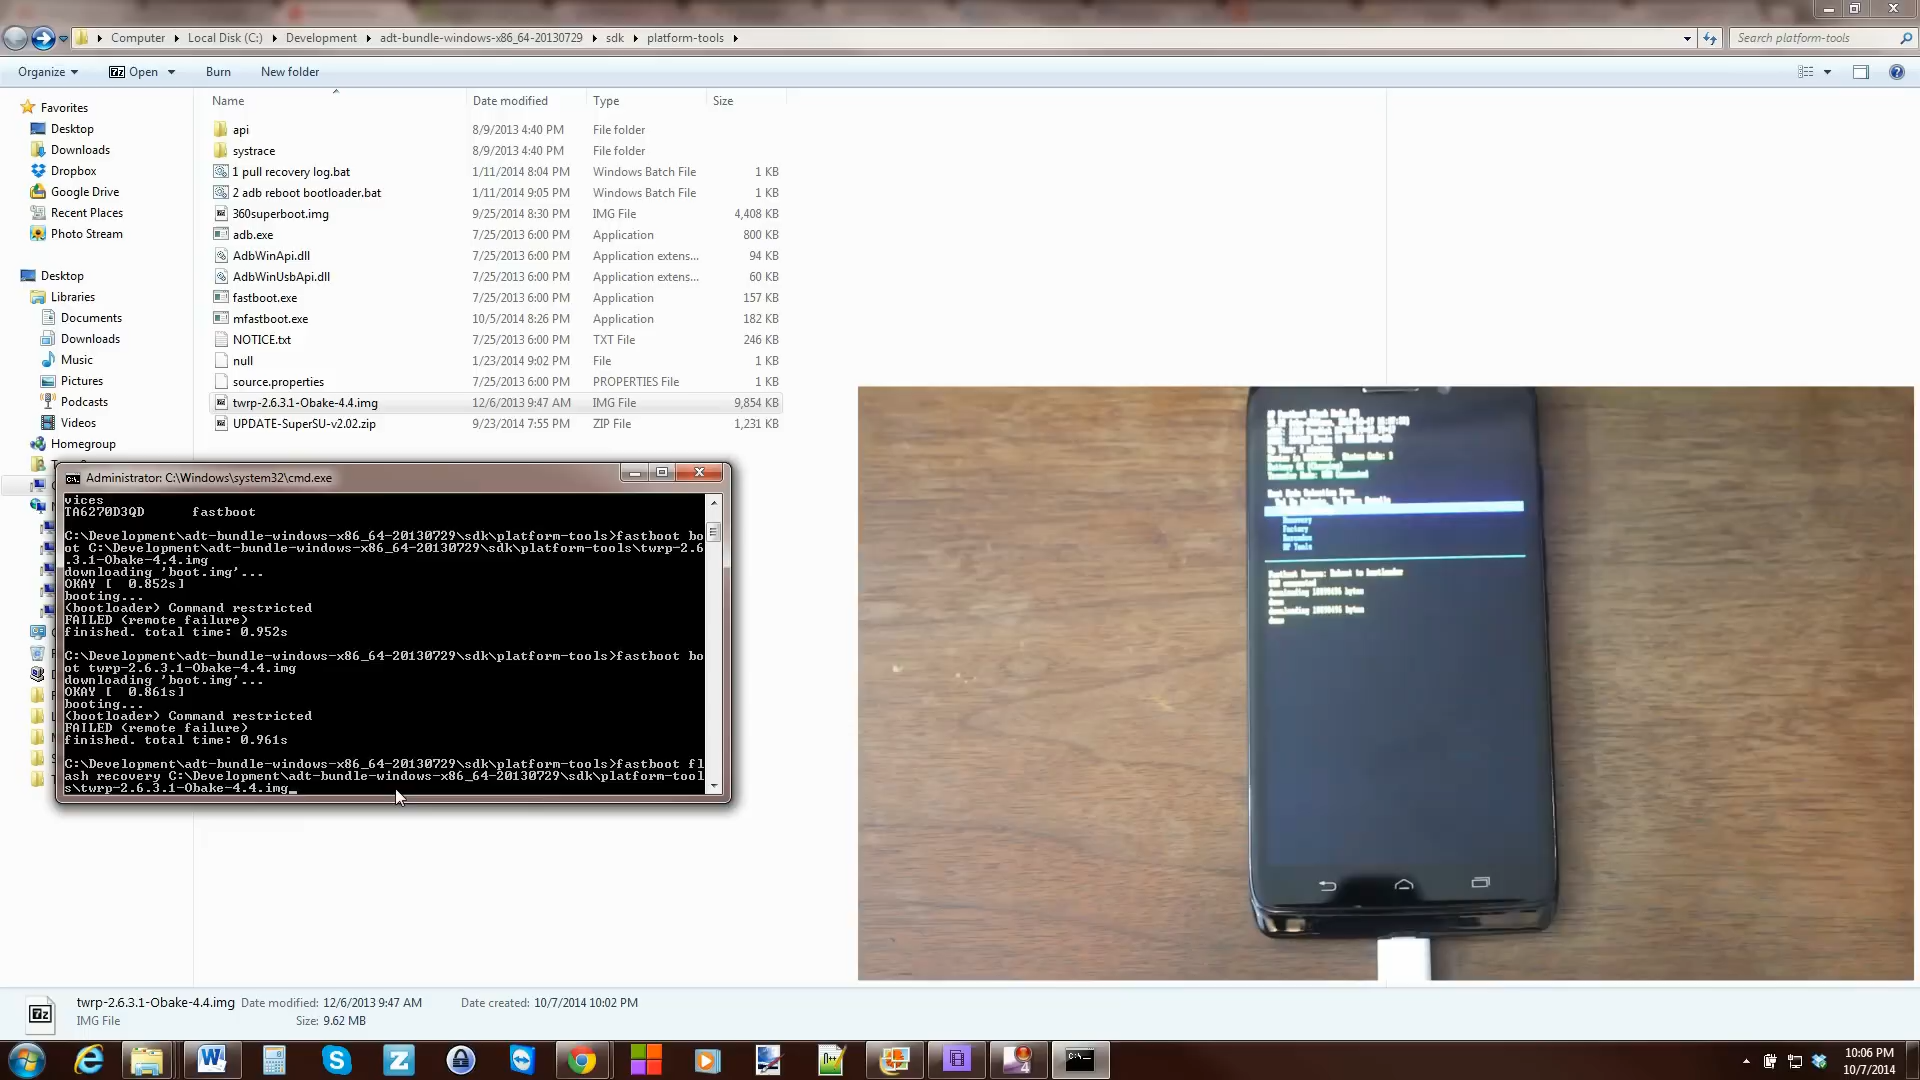 Computer
Local Disk (C:)
Development
adt-bundle-windows-x86_64-20130729
sdk
platform-tools
Search platform-tools
Organize
Open
Burn
New folder
Name
Date modified
Type
Size
Favorites
Desktop
Downloads
Dropbox
Google Drive
Recent Places
Photo Stream
Desktop
Libraries
Documents
Downloads
Music
Pictures
Podcasts
Videos
Homegroup
api 8/9/2013 4:40 PM File folder
systrace 8/9/2013 4:40 PM File folder
1 pull recovery log.bat 1/11/2014 8:04 PM Windows Batch File 1 KB
2 adb reboot bootloader.bat 1/11/2014 9:05 PM Windows Batch File 1 KB
360superboot.img 9/25/2014 8:30 PM IMG File 4,408 KB
adb.exe 7/25/2013 6:00 PM Application 800 KB
AdbWinApi.dll 7/25/2013 6:00 PM Application extens... 94 KB
AdbWinUsbApi.dll 7/25/2013 6:00 PM Application extens... 60 KB
fastboot.exe 7/25/2013 6:00 PM Application 157 KB
mfastboot.exe 10/5/2014 8:26 PM Application 182 KB
NOTICE.txt 7/25/2013 6:00 PM TXT File 246 KB
null 1/23/2014 9:02 PM File 1 KB
source.properties 7/25/2013 6:00 PM PROPERTIES File 1 KB
twrp-2.6.3.1-Obake-4.4.img 12/6/2013 9:47 AM IMG File 9,854 KB
UPDATE-SuperSU-v2.02.zip 9/23/2014 7:55 PM ZIP File 1,231 KB
Administrator: C:\Windows\system32\cmd.exe
vices
TA6270D3QD fastboot
C:\Development\adt-bundle-windows-x86_64-20130729\sdk\platform-tools>fastboot bo
ot C:\Development\adt-bundle-windows-x86_64-20130729\sdk\platform-tools\twrp-2.6
.3.1-Obake-4.4.img
downloading 'boot.img'...
OKAY [ 0.852s]
booting...
(bootloader) Command restricted
FAILED (remote failure)
finished. total time: 0.952s
C:\Development\adt-bundle-windows-x86_64-20130729\sdk\platform-tools>fastboot bo
ot twrp-2.6.3.1-Obake-4.4.img
downloading 'boot.img'...
OKAY [ 0.861s]
booting...
(bootloader) Command restricted
FAILED (remote failure)
finished. total time: 0.961s
C:\Development\adt-bundle-windows-x86_64-20130729\sdk\platform-tools>fastboot fl
ash recovery C:\Development\adt-bundle-windows-x86_64-20130729\sdk\platform-tool
s\twrp-2.6.3.1-Obake-4.4.img_
Recovery
Factory
Barcodes
BP Tools
Fastboot Reason: Reboot to bootloader
USB connected
downloading
done
downloading
done
twrp-2.6.3.1-Obake-4.4.img Date modified: 12/6/2013 9:47 AM Date created: 10/7/2014 10:02 PM
IMG File Size: 9.62 MB
10:06 PM
10/7/2014